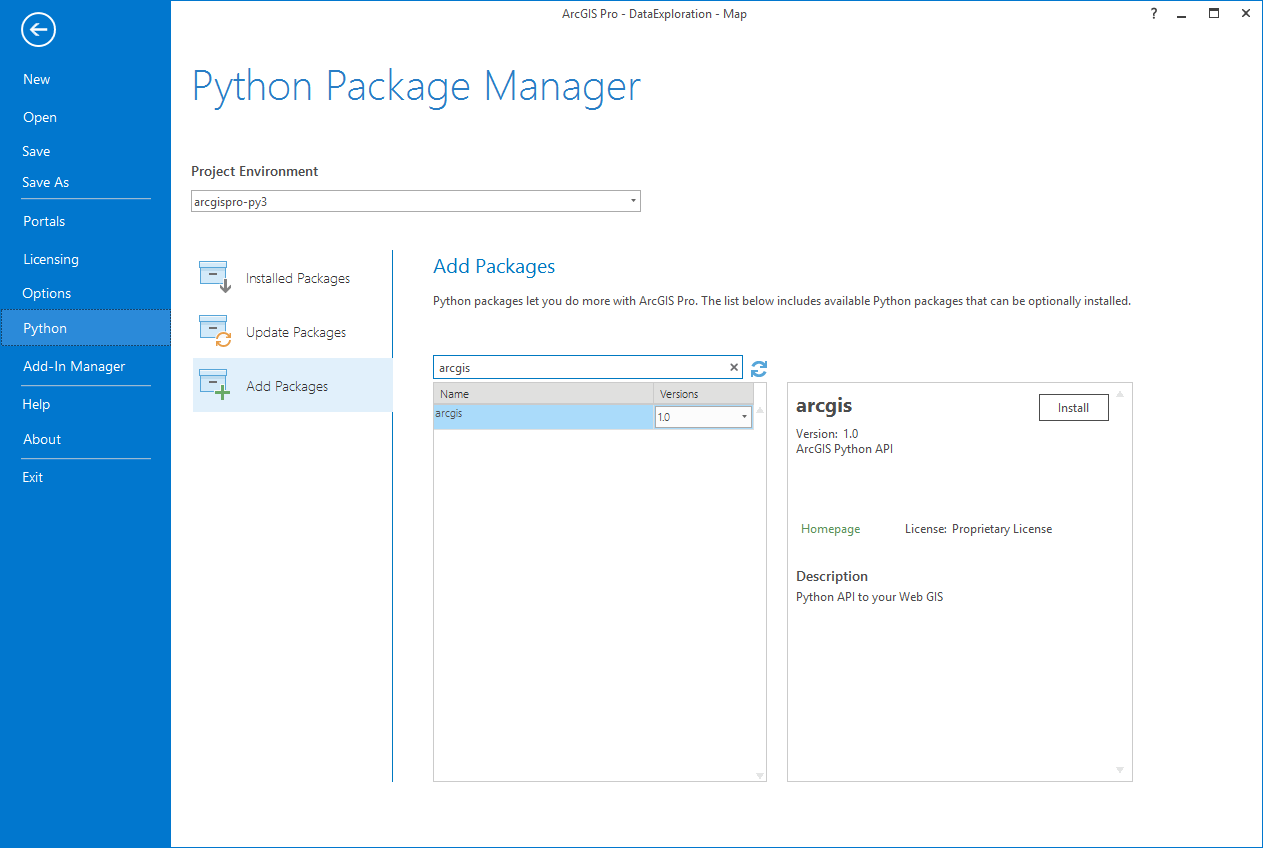 ArcGIS Pro - DataExploration - Map
?
New
Open
Save
Save As
Portals
Licensing
Options
Python
Add-In Manager
Help
About
Exit
Python Package Manager
Project Environment
arcgispro-py3
Installed Packages
Update Packages
Add Packages
Add Packages
Python packages let you do more with ArcGIS Pro. The list below includes available Python packages that can be optionally installed.
arcgis
Name Versions
arcgis 1.0
arcgis
Install
Version: 1.0
ArcGIS Python API
Homepage License: Proprietary License
Description
Python API to your Web GIS